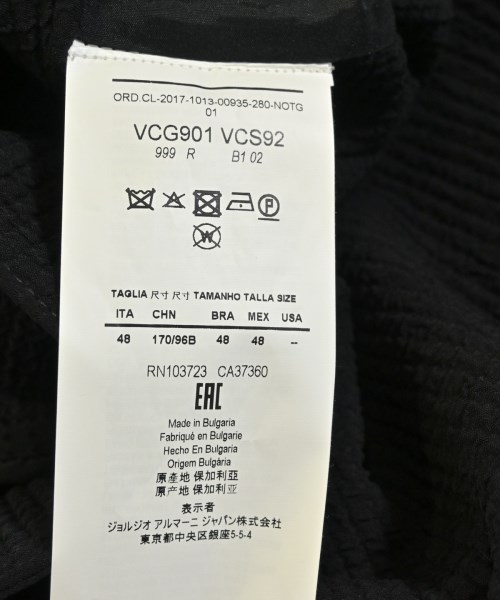 ORD.CL-2017-1013-00935-280-NOTG
01
VCG901 VCS92
999 R B1 02
TAGLIA 尺寸 尺寸 TAMANHO TALLA SIZE
ITA CHN BRA MEX USA
48 170/96B 48 48 --
RN103723 CA37360
EAC
Made in Bulgaria
Fabriqué en Bulgarie
Hecho En Bulgaria
Origem Bulgária
原產地 保加利亞
原产地 保加利亚
表示者
ジョルジオ アルマーニ ジャパン株式会社
東京都中央区銀座5-5-4